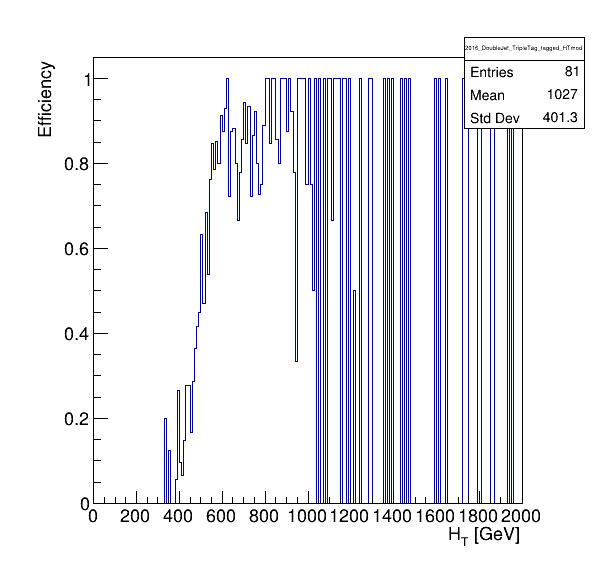 2016_DoubleJet_TripleTag_tagged_HTmod
Entries 81
Mean 1027
Std Dev 401.3
Efficiency
1
0.8
0.6
0.4
0.2
0
0 200 400 600 800 1000 1200 1400 1600 1800 2000
H_T [GeV]